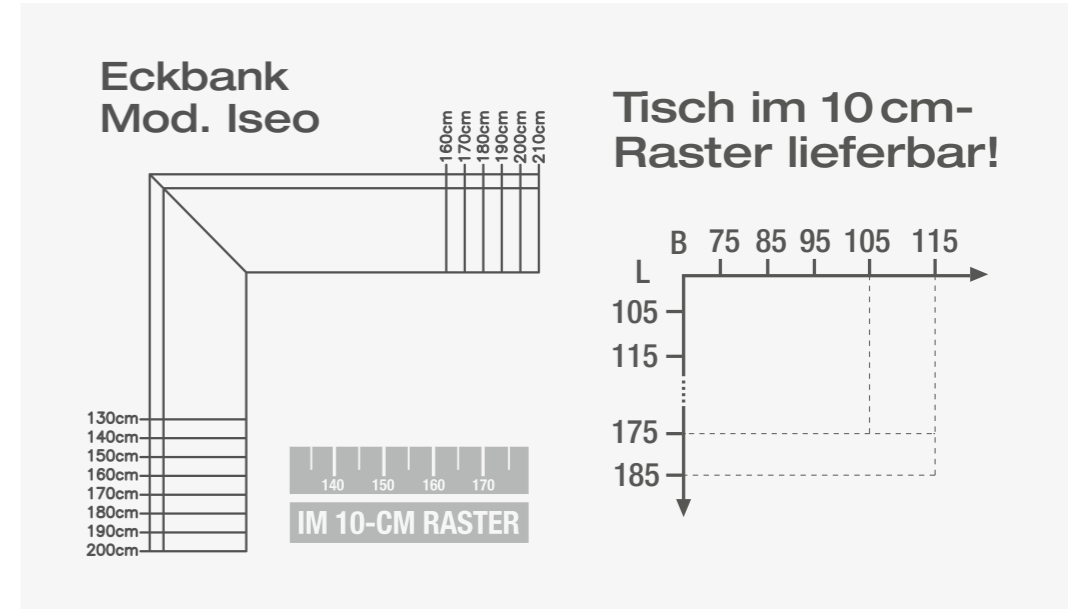 Eckbank
Mod. Iseo
160cm
170cm
180cm
190cm
200cm
210cm
130cm
140cm
150cm
160cm
170cm
180cm
190cm
200cm
140 150 160 170
IM 10-CM RASTER
Tisch im 10 cm-
Raster lieferbar!
B 75 85 95 105 115
L
105
115
175
185